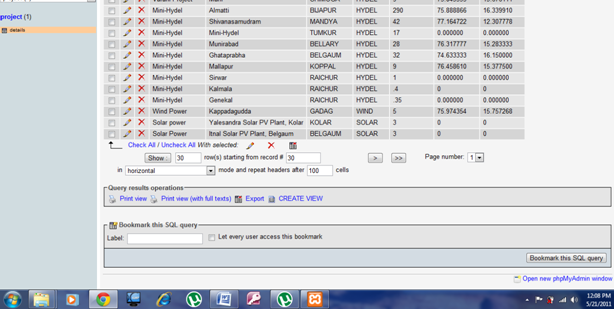 project (1)
details
Mini-Hydel Almatti BIJAPUR HYDEL 290 75.888866 16.339910
Mini-Hydel Shivanasamudram MANDYA HYDEL 42 77.164722 12.307778
Mini-Hydel Mini-Hydel TUMKUR HYDEL 17 0.000000 0.000000
Mini-Hydel Munirabad BELLARY HYDEL 28 76.317777 15.283333
Mini-Hydel Ghataprabha BELGAUM HYDEL 32 74.633333 16.150000
Mini-Hydel Mallapur KOPPAL HYDEL 9 76.458610 15.377500
Mini-Hydel Sirwar RAICHUR HYDEL 1 0.000000 0.000000
Mini-Hydel Kalmala RAICHUR HYDEL .4 0 0
Mini-Hydel Genekal RAICHUR HYDEL .35 0.000000 0.000000
Wind Power Kappadagudda GADAG WIND 5 75.974354 15.757268
Solar power Yalesandra Solar PV Plant, Kolar KOLAR SOLAR 3 0 0
Solar Power Itnal Solar PV Plant, Belgaum BELGAUM SOLAR 3 0 0
Check All / Uncheck All With selected:
Show : 30 row(s) starting from record # 30 > >> Page number: 1
in horizontal mode and repeat headers after 100 cells
Query results operations
Print view Print view (with full texts) Export CREATE VIEW
Bookmark this SQL query
Label: Let every user access this bookmark
Bookmark this SQL query
Open new phpMyAdmin window
12:08 PM
5/21/2011